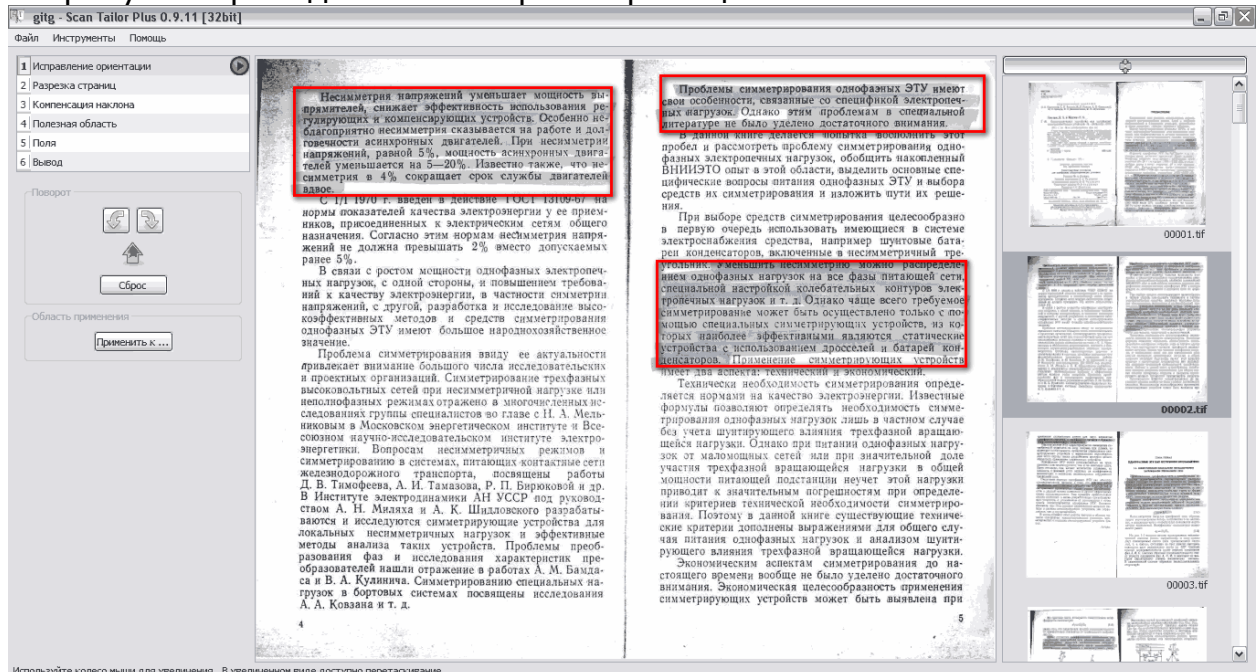 gitg - Scan Tailor Plus 0.9.11 [32bit]
Файл Инструменты Помощь
1 Исправление ориентации
2 Разрезка страниц
3 Компенсация наклона
4 Полезная область
5 Поля
6 Вывод
Поворот
Сброс
Область применения
Применить к ...
Несимметрия напряжений уменьшает мощность вы-
прямителей, снижает эффективность использования ре-
гулирующих и компенсирующих устройств. Особенно не-
благоприятно несимметрия сказывается на работе и дол-
говечности асинхронных двигателей. При несимметрии
напряжений, равной 5%, мощность асинхронных двига-
телей уменьшается на 5—20%. Известно также, что не-
симметрия в 4% сокращает срок службы двигателей
вдвое.
С 1/I 1970 г. введен в действие ГОСТ 13109-67 на
нормы показателей качества электроэнергии у ее прием-
ников, присоединенных к электрическим сетям общего
назначения. Согласно этим нормам несимметрия напря-
жений не должна превышать 2% вместо допускаемых
ранее 5%.
В связи с ростом мощности однофазных электропеч-
ных нагрузок, с одной стороны, и повышением требова-
ний к качеству электроэнергии, в частности симметрии
напряжений, с другой, разработка и исследование высо-
коэффективных методов и средств симметрирования
однофазных ЭТУ имеют большое народнохозяйственное
значение.
Проблема симметрирования ввиду ее актуальности
привлекает внимание большого числа исследовательских
и проектных организаций. Симметрирование трехфазных
высоковольтных сетей при несимметричной нагрузке или
неполнофазных режимах отражено в многочисленных ис-
следованиях группы специалистов во главе с Н. А. Мель-
никовым в Московском энергетическом институте и Все-
союзном научно-исследовательском институте электро-
энергетики. Вопросам несимметричных режимов и
симметрированию в системах, питающих контактные сети
железнодорожного транспорта, посвящены работы
Д. В. Тимофеева, А. И. Тамазова, Р. П. Бирюковой и др.
В Институте электродинамики АН УССР под руковод-
ством А. Н. Миляха и А. К. Шидловского разрабаты-
ваются и исследуются симметрирующие устройства для
локальных несимметричных нагрузок и эффективные
методы анализа таких устройств. Проблемы преоб-
разования фаз и исследования характеристик пре-
образователей нашли отражение в работах А. М. Бамда-
са и В. А. Кулинича. Симметрированию специальных на-
грузок в бортовых системах посвящены исследования
А. А. Ковзана и т. д.
4
Проблемы симметрирования однофазных ЭТУ имеют
свои особенности, связанные со спецификой электропеч-
ных нагрузок. Однако этим проблемам в специальной
литературе не было уделено достаточного внимания.
В данной книге делается попытка восполнить этот
пробел и рассмотреть проблему симметрирования одно-
фазных электропечных нагрузок, обобщить накопленный
ВНИИЭТО опыт в этой области, выделить основные спе-
цифические вопросы питания однофазных ЭТУ и выбора
средств их симметрирования и изложить пути их реше-
ния.
При выборе средств симметрирования целесообразно
в первую очередь использовать имеющиеся в системе
электроснабжения средства, например шунтовые бата-
реи конденсаторов, включенные в несимметричный тре-
угольник. Уменьшить несимметрию можно распределе-
нием однофазных нагрузок на все фазы питающей сети,
специальной настройкой колебательных контуров элек-
тропечных нагрузок и т. д. Однако чаще всего требуемое
симметрирование может быть осуществлено только с по-
мощью специальных симметрирующих устройств, из ко-
торых наиболее эффективными являются статические
устройства с использованием дросселей и батарей кон-
денсаторов. Применение симметрирующих устройств
имеет два аспекта: технический и экономический.
Технически необходимость симметрирования опреде-
ляется нормами на качество электроэнергии. Известные
формулы позволяют определять необходимость симме-
трирования однофазных нагрузок лишь в частном случае
без учета шунтирующего влияния трехфазной вращаю-
щейся нагрузки. Однако при питании однофазных нагру-
зок от маломощных сетей или при значительной доле
участия трехфазной вращающейся нагрузки в общей
мощности питающей подстанции неучет этой нагрузки
приводит к значительным погрешностям при определе-
нии критериев технической необходимости симметриро-
вания. Поэтому в данной книге существующие техниче-
ские критерии дополнены выражениями для общего слу-
чая питания однофазных нагрузок и анализом шунти-
рующего влияния трехфазной вращающейся нагрузки.
Экономическим аспектам симметрирования до на-
стоящего времени вообще не было уделено достаточного
внимания. Экономическая целесообразность применения
симметрирующих устройств может быть выявлена при
5
00001.tif
00002.tif
00003.tif
Используйте колесо мыши для увеличения. В увеличенном виде доступно перетаскивание.